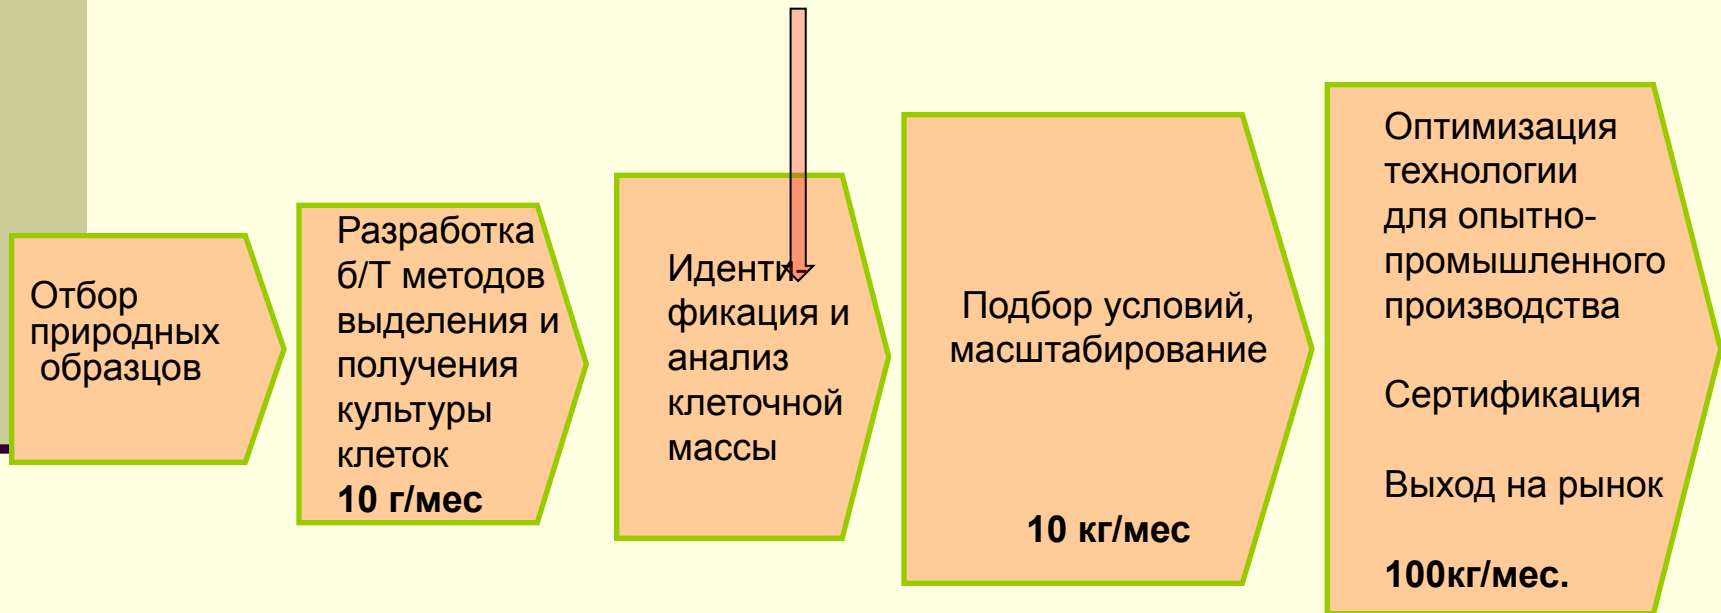 Отбор
природных
образцов
Разработка
б/Т методов
выделения и
получения
культуры
клеток
10 г/мес
Иденти-
фикация и
анализ
клеточной
массы
Подбор условий,
масштабирование
10 кг/мес
Оптимизация
технологии
для опытно-
промышленного
производства
Сертификация
Выход на рынок
100кг/мес.